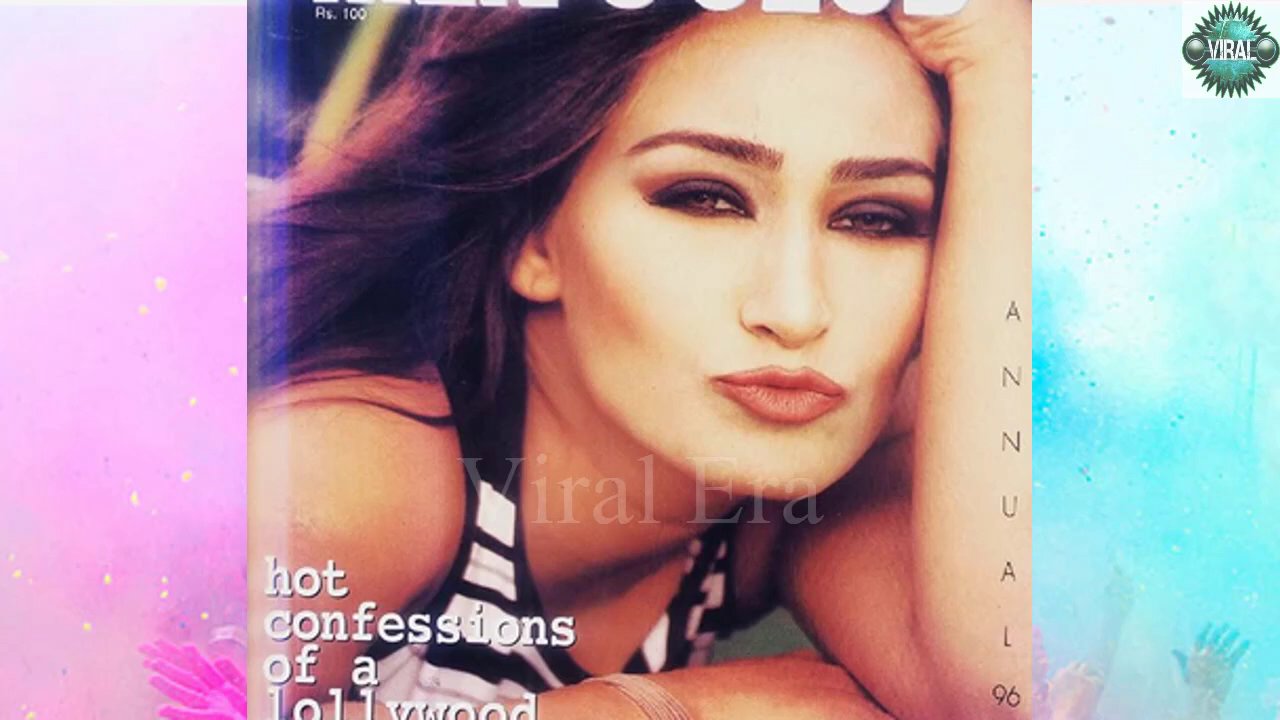 Rs. 100
VIRAL
A
N
N
U
A
L
96
Viral Era
hot
confessions
of a
lollywood